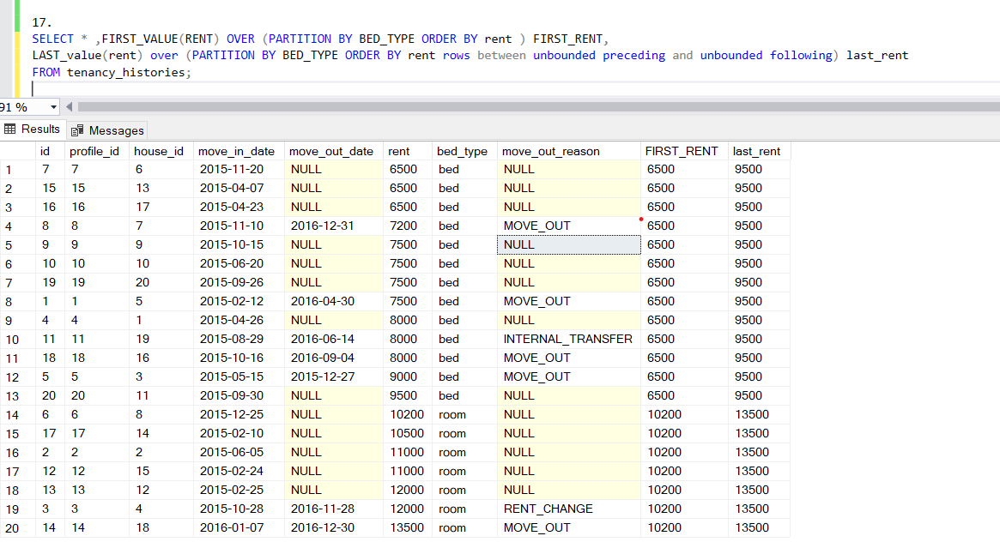 17.
SELECT * ,FIRST_VALUE(RENT) OVER (PARTITION BY BED_TYPE ORDER BY rent ) FIRST_RENT,
LAST_value(rent) over (PARTITION BY BED_TYPE ORDER BY rent rows between unbounded preceding and unbounded following) last_rent
FROM tenancy_histories;
91 %
Results Messages
id profile_id house_id move_in_date move_out_date rent bed_type move_out_reason FIRST_RENT last_rent
1 7 7 6 2015-11-20 NULL 6500 bed NULL 6500 9500
2 15 15 13 2015-04-07 NULL 6500 bed NULL 6500 9500
3 16 16 17 2015-04-23 NULL 6500 bed NULL 6500 9500
4 8 8 7 2015-11-10 2016-12-31 7200 bed MOVE_OUT 6500 9500
5 9 9 9 2015-10-15 NULL 7500 bed NULL 6500 9500
6 10 10 10 2015-06-20 NULL 7500 bed NULL 6500 9500
7 19 19 20 2015-09-26 NULL 7500 bed NULL 6500 9500
8 1 1 5 2015-02-12 2016-04-30 7500 bed MOVE_OUT 6500 9500
9 4 4 1 2015-04-26 NULL 8000 bed NULL 6500 9500
10 11 11 19 2015-08-29 2016-06-14 8000 bed INTERNAL_TRANSFER 6500 9500
11 18 18 16 2015-10-16 2016-09-04 8000 bed MOVE_OUT 6500 9500
12 5 5 3 2015-05-15 2015-12-27 9000 bed MOVE_OUT 6500 9500
13 20 20 11 2015-09-30 NULL 9500 bed NULL 6500 9500
14 6 6 8 2015-12-25 NULL 10200 room NULL 10200 13500
15 17 17 14 2015-02-10 NULL 10500 room NULL 10200 13500
16 2 2 2 2015-06-05 NULL 11000 room NULL 10200 13500
17 12 12 15 2015-02-24 NULL 11000 room NULL 10200 13500
18 13 13 12 2015-02-25 NULL 12000 room NULL 10200 13500
19 3 3 4 2015-10-28 2016-11-28 12000 room RENT_CHANGE 10200 13500
20 14 14 18 2016-01-07 2016-12-30 13500 room MOVE_OUT 10200 13500